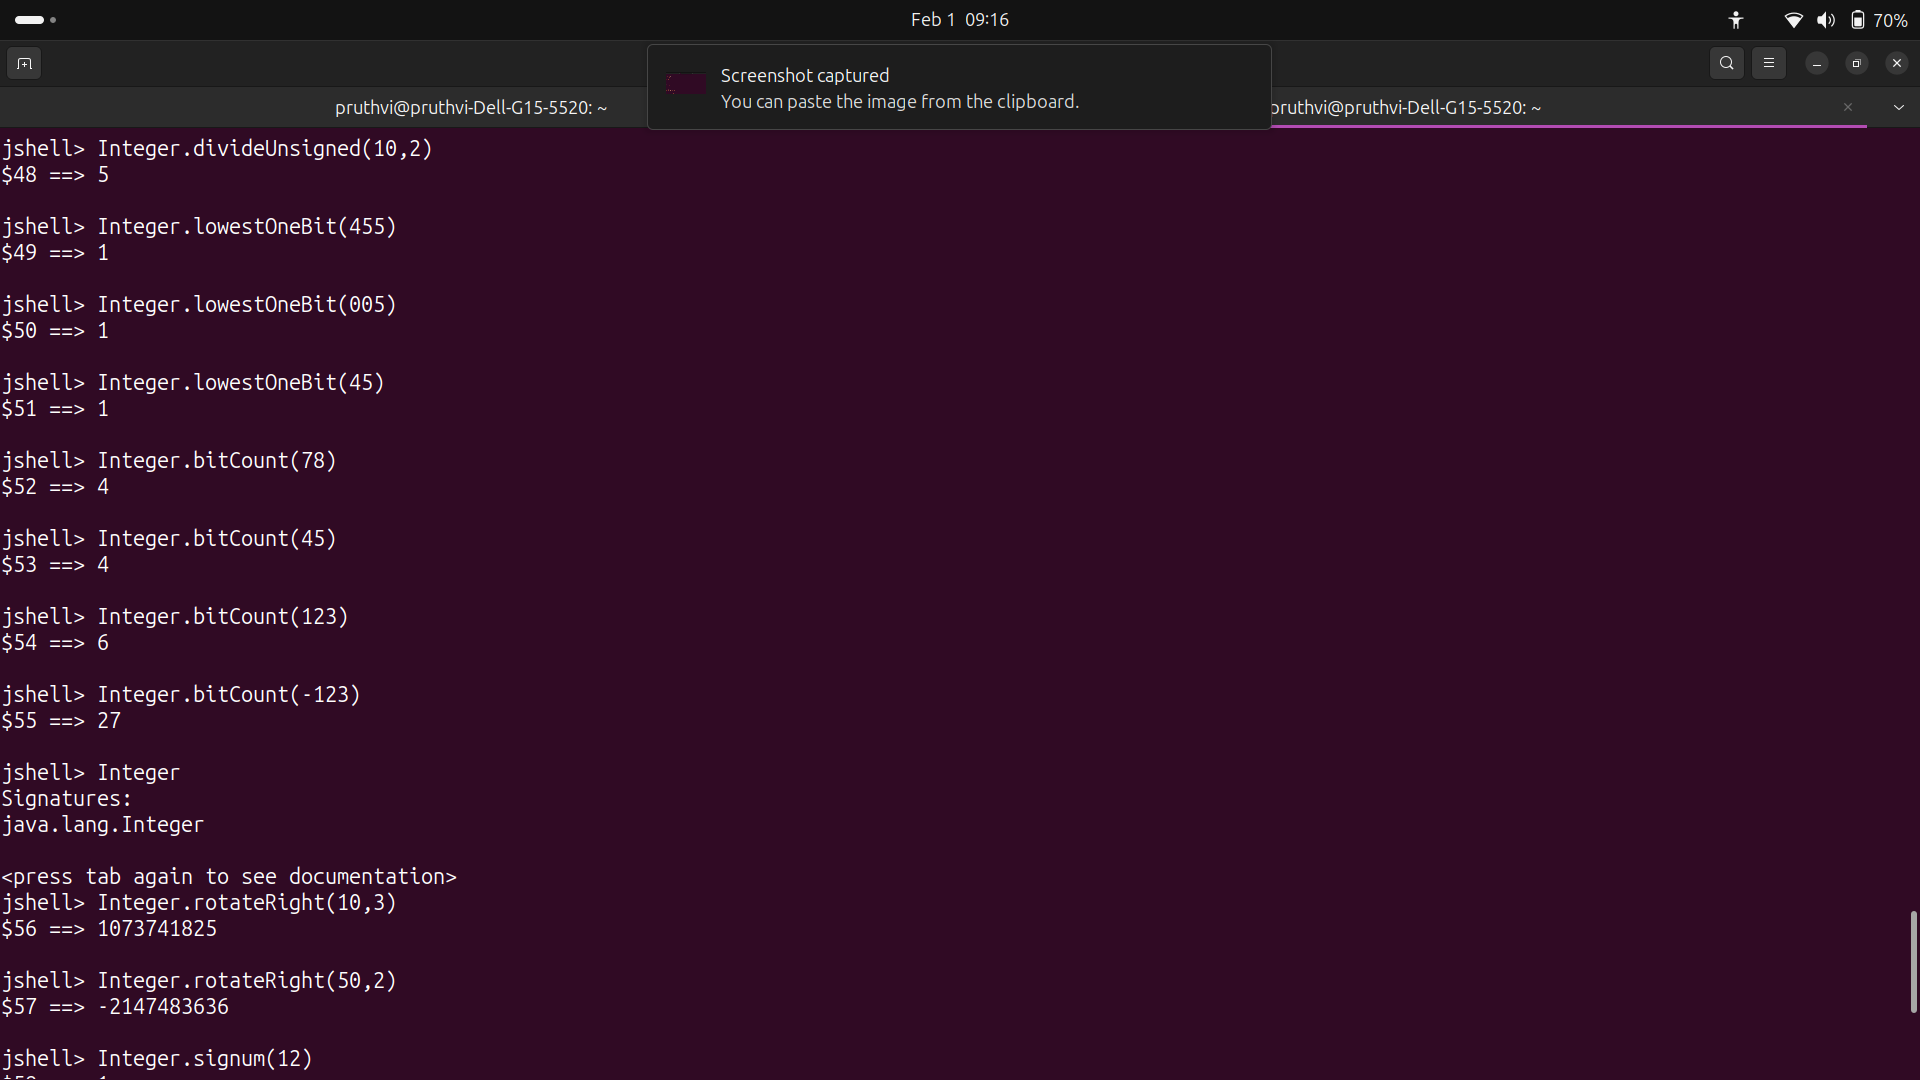 Feb 1 09:16
70%
Screenshot captured
You can paste the image from the clipboard.
pruthvi@pruthvi-Dell-G15-5520: ~
pruthvi@pruthvi-Dell-G15-5520: ~
jshell> Integer.divideUnsigned(10,2)
$48 ==> 5
jshell> Integer.lowestOneBit(455)
$49 ==> 1
jshell> Integer.lowestOneBit(005)
$50 ==> 1
jshell> Integer.lowestOneBit(45)
$51 ==> 1
jshell> Integer.bitCount(78)
$52 ==> 4
jshell> Integer.bitCount(45)
$53 ==> 4
jshell> Integer.bitCount(123)
$54 ==> 6
jshell> Integer.bitCount(-123)
$55 ==> 27
jshell> Integer
Signatures:
java.lang.Integer
<press tab again to see documentation>
jshell> Integer.rotateRight(10,3)
$56 ==> 1073741825
jshell> Integer.rotateRight(50,2)
$57 ==> -2147483636
jshell> Integer.signum(12)